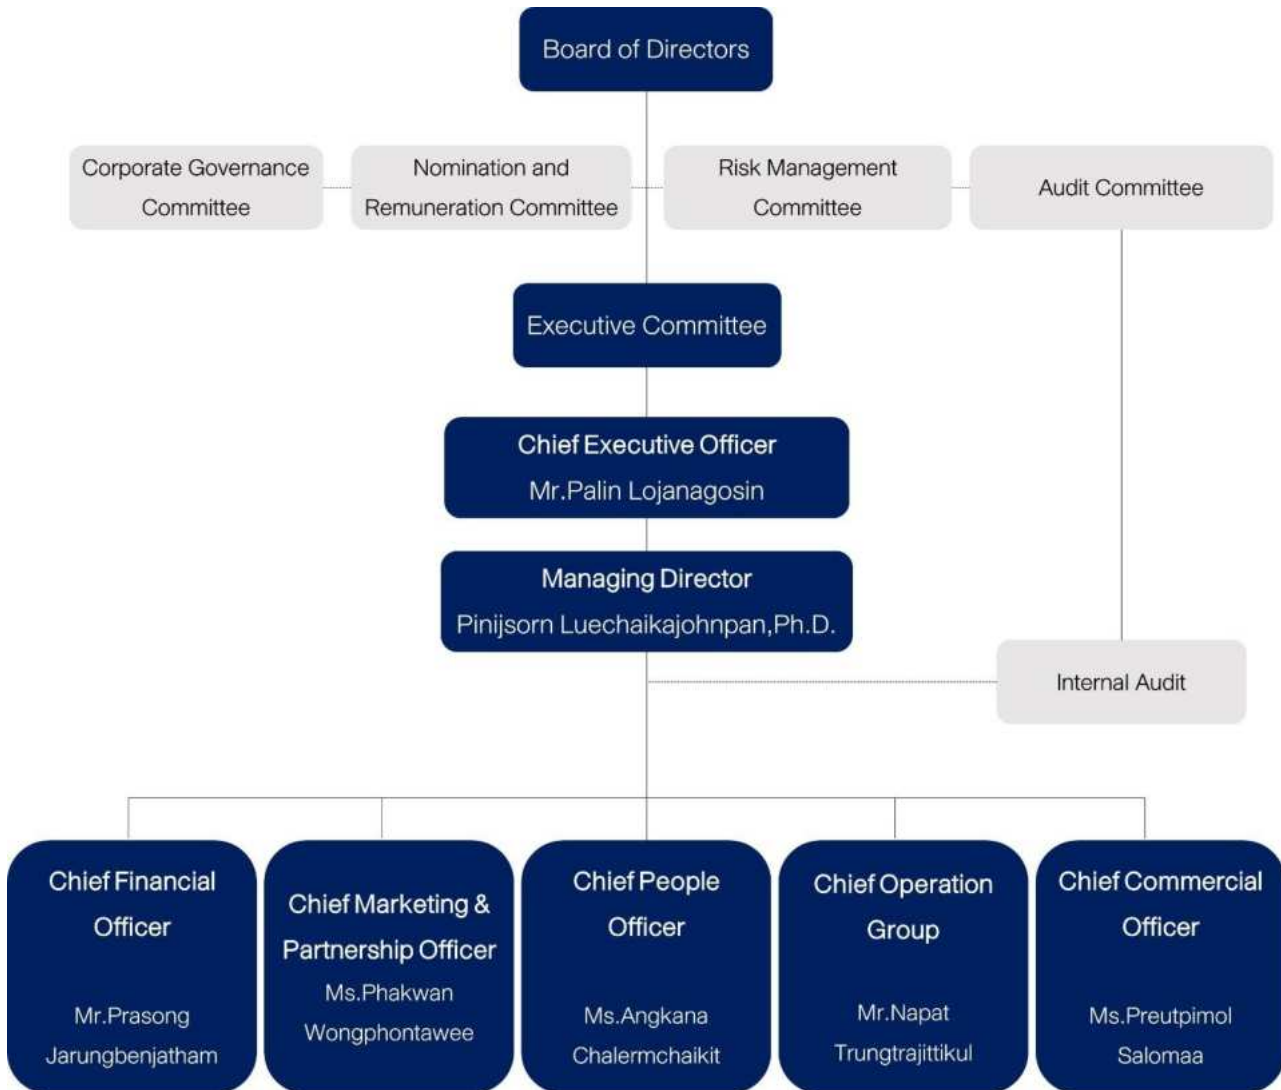 Board of Directors
Corporate Governance
Committee
Nomination and
Remuneration Committee
Risk Management
Committee
Audit Committee
Executive Committee
Chief Executive Officer
Mr.Palin Lojanagosin
Managing Director
Pinijsorn Luechaikajohnpan,Ph.D.
Internal Audit
Chief Financial
Officer
Mr.Prasong
Jarungbenjatham
Chief Marketing &
Partnership Officer
Ms.Phakwan
Wongphontawee
Chief People
Officer
Ms.Angkana
Chalermchaikit
Chief Operation
Group
Mr.Napat
Trungtrajittikul
Chief Commercial
Officer
Ms.Preutpimol
Salomaa